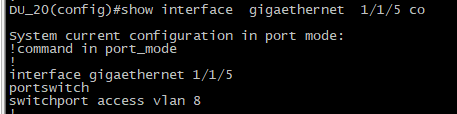 DU_20(config)#show interface  gigaethernet  1/1/5 co
System current configuration in port mode:
!command in port_mode
!
interface gigaethernet 1/1/5
portswitch
switchport access vlan 8
!